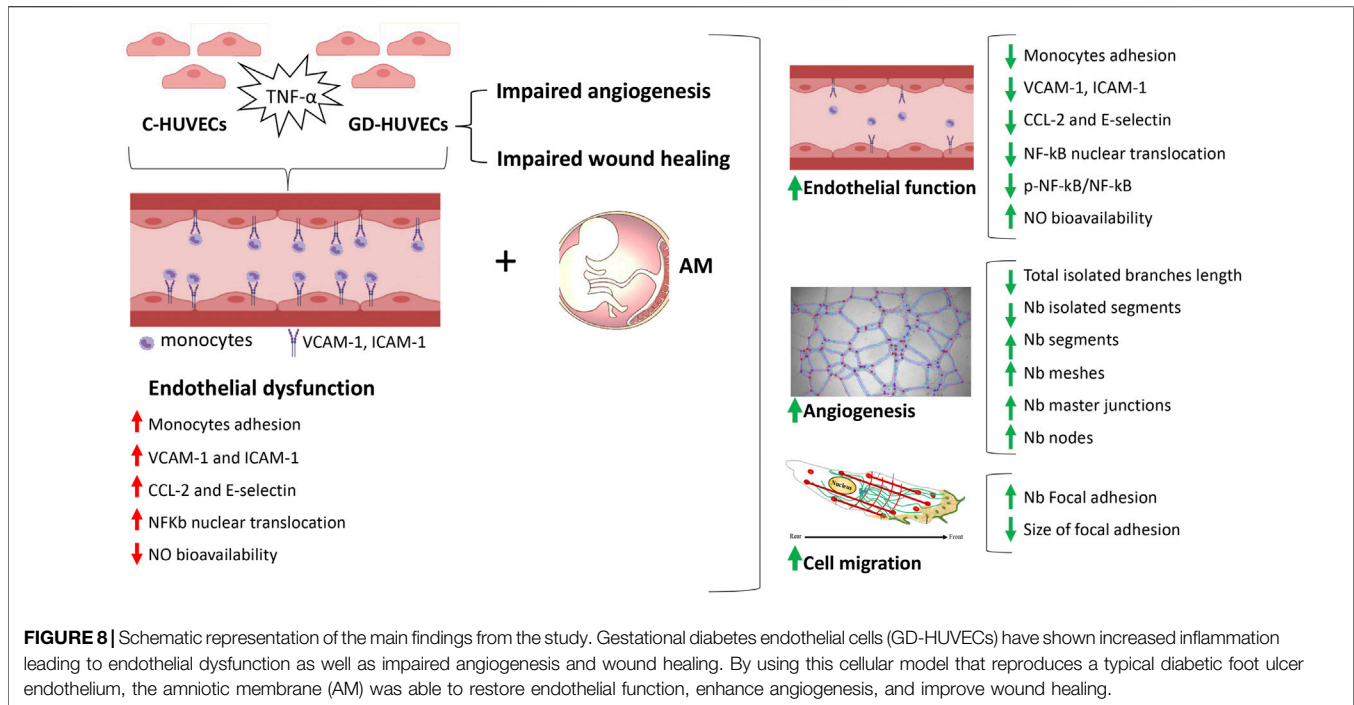 TNF-α
C-HUVECs
GD-HUVECs
Impaired angiogenesis
Impaired wound healing
monocytes
VCAM-1, ICAM-1
Endothelial dysfunction
Monocytes adhesion
VCAM-1 and ICAM-1
CCL-2 and E-selectin
NFKb nuclear translocation
NO bioavailability
+
AM
Endothelial function
Monocytes adhesion
VCAM-1, ICAM-1
CCL-2 and E-selectin
NF-kB nuclear translocation
p-NF-kB/NF-kB
NO bioavailability
Angiogenesis
Total isolated branches length
Nb isolated segments
Nb segments
Nb meshes
Nb master junctions
Nb nodes
Nucleus
Rear
Front
Cell migration
Nb Focal adhesion
Size of focal adhesion
FIGURE 8 | Schematic representation of the main findings from the study. Gestational diabetes endothelial cells (GD-HUVECs) have shown increased inflammation
leading to endothelial dysfunction as well as impaired angiogenesis and wound healing. By using this cellular model that reproduces a typical diabetic foot ulcer
endothelium, the amniotic membrane (AM) was able to restore endothelial function, enhance angiogenesis, and improve wound healing.